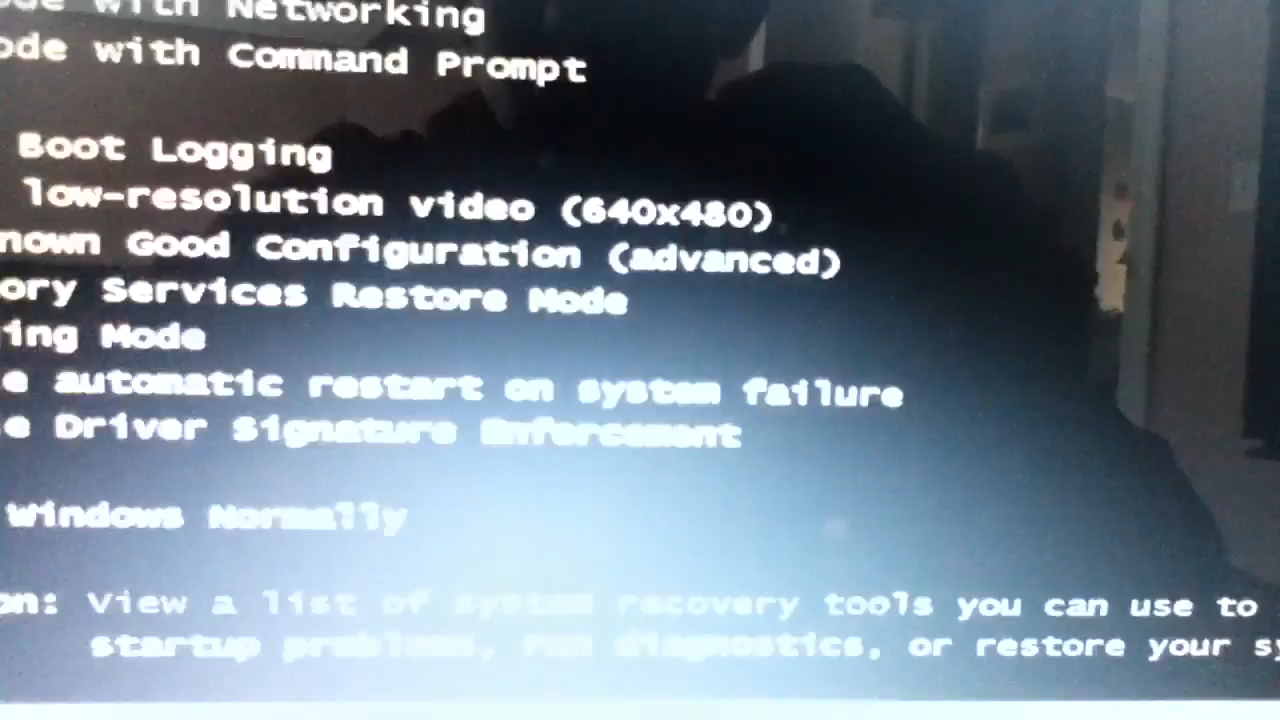 ode with Networking
ode with Command Prompt
Boot Logging
low-resolution video (640x480)
nown Good Configuration (advanced)
ory Services Restore Mode
ing Mode
e automatic restart on system failure
e Driver Signature Enforcement
Windows Normally
on: View a list of system recovery tools you can use to
startup problems, run diagnostics, or restore your sy